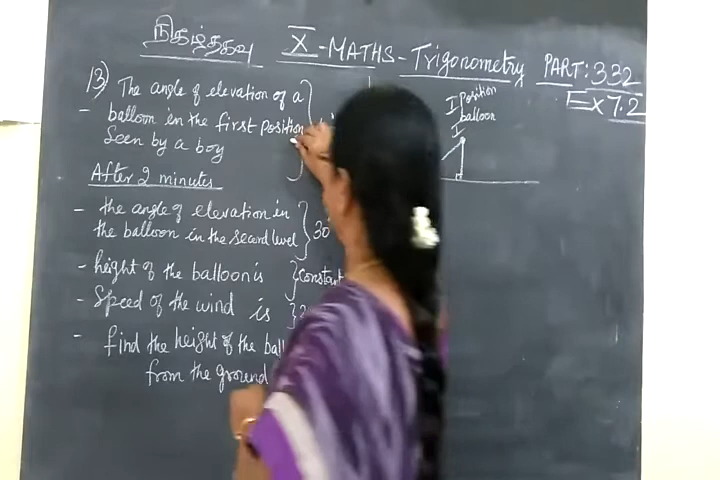 நிகழ்தகவு X-MATHS-Trigonometry PART: 332
Ex 7.2
13) The angle of elevation of a
- balloon in the first position
Seen by a boy
After 2 minutes
- the angle of elevation in
the balloon in the second level } 30
- height of the balloon is } constant
- Speed of the wind is }
- find the height of the
from the ground
I position
balloon
I